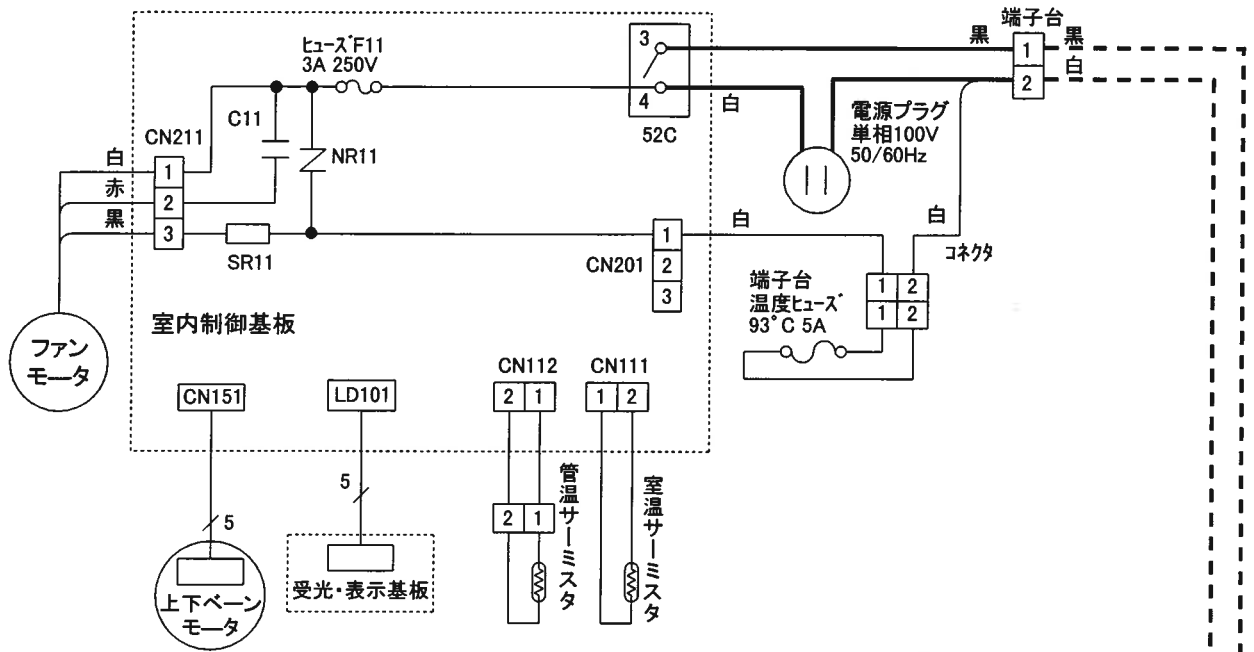 ヒューズF11
3A 250V
3
4
52C
黒
端子台
1
2
黒
白
白
電源プラグ
単相100V
50/60Hz
C11
NR11
CN211
白
赤
黒
1
2
3
SR11
1
2
3
CN201
白
白
コネクタ
端子台
温度ヒューズ
93°C 5A
1 2
1 2
室内制御基板
ファン
モータ
CN151
LD101
CN112
2 1
CN111
1 2
5
5
2 1
管温サーミスタ
室温サーミスタ
受光・表示基板
上下ベーン
モータ